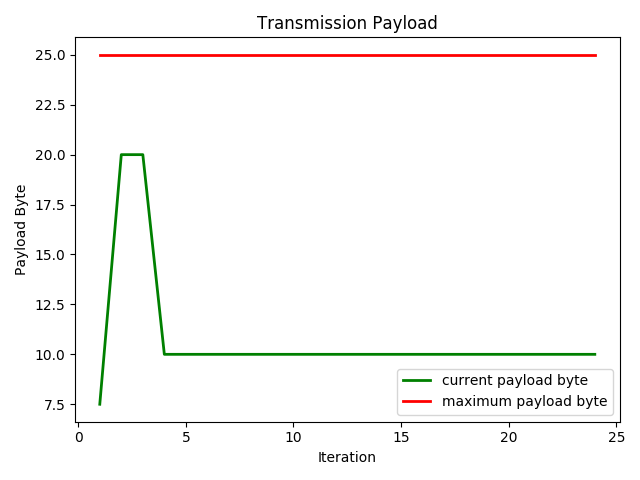 Transmission Payload
Payload Byte
25.0
22.5
20.0
17.5
15.0
12.5
10.0
7.5
current payload byte
maximum payload byte
0 5 10 15 20 25
Iteration